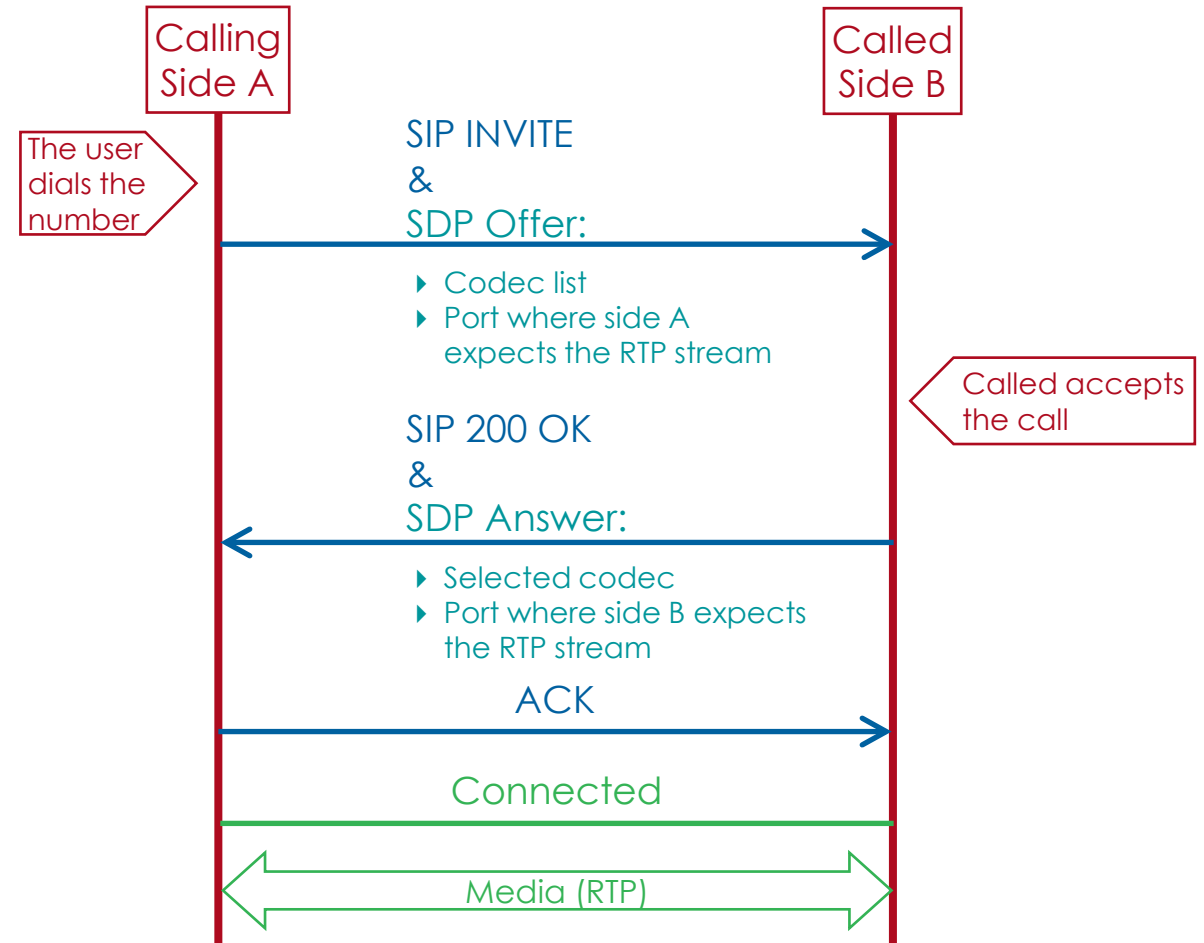 Calling
Side A
Called
Side B
The user
dials the
number
SIP INVITE
&
SDP Offer:
Codec list
Port where side A
expects the RTP stream
Called accepts
the call
SIP 200 OK
&
SDP Answer:
Selected codec
Port where side B expects
the RTP stream
ACK
Connected
Media (RTP)